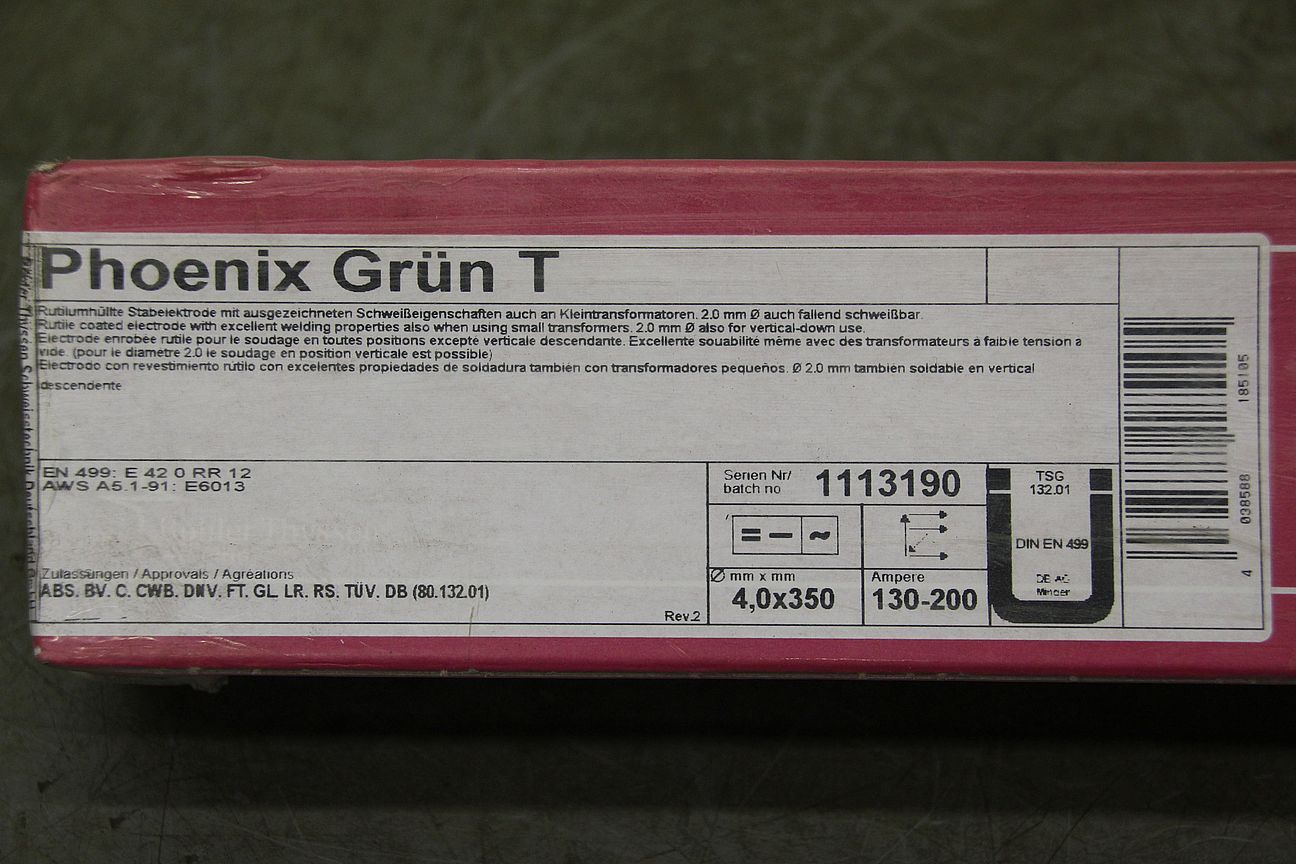 Phoenix Grün T
Rutilumhüllte Stabelektrode mit ausgezeichneten Schweißeigenschaften auch an Kleintransformatoren. 2.0 mm Ø auch fallend schweißbar.
Rutile coated electrode with excellent welding properties also when using small transformers. 2.0 mm Ø also for vertical-down use.
Electrode enrobée rutile pour le soudage en toutes positions excepté verticale descendante. Excellente souabilité même avec des transformateurs à faible tension à
vide. (pour le diametre 2.0 le soudage en position verticale est possible)
Electrodo con revestimiento rútilo con excelentes propiedades de soldadura también con transformadores pequeños. Ø 2.0 mm también soldable en vertical
descendente
EN 499: E 42 0 RR 12
AWS A5.1-91: E6013
Zulassungen / Approvals / Agréations
ABS. BV. C. CWB. DNV. FT. GL. LR. RS. TÜV. DB (80.132.01)
Rev.2
Serien Nr/
batch no
1113190
= — ~
Ø mm x mm
4,0x350
Ampere
130-200
TSG
132.01
DIN EN 499
DB AG
Minden
4 038588 185105
Thyssen Schweisstechnik Deutschland